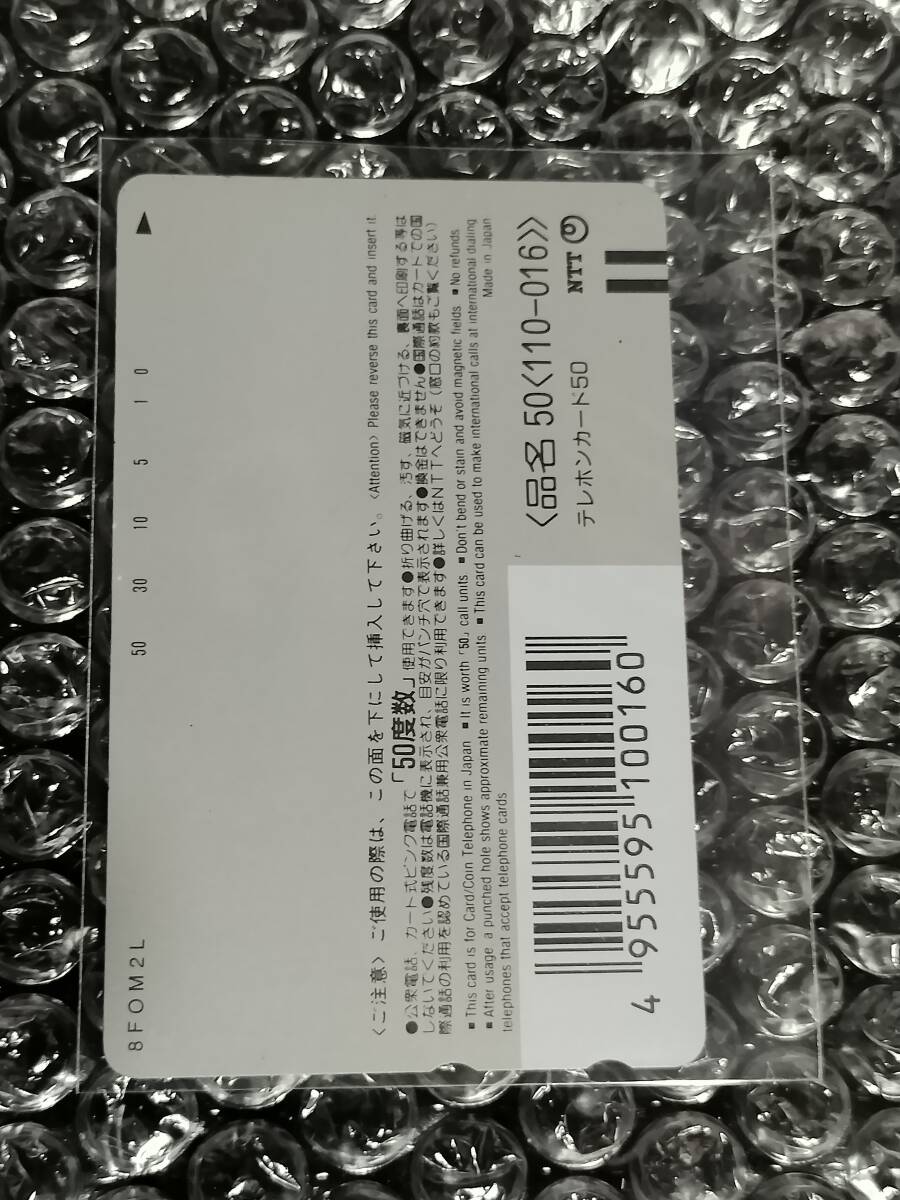 8FOM2L
50 30 10 5 1 0
〈ご注意〉ご使用の際は、この面を下にして挿入して下さい。〈Attention〉Please reverse this card and insert it
●公衆電話、カード式ピンク電話で「50度数」使用できます●折り曲げる、汚す、磁気に近づける、裏面へ印刷する等は
しないでください●残度数は電話機に表示され、目安がパンチ穴で表示されます●換金はできません●国際通話はカードでの国
際通話の利用を認めている国際通話兼用公衆電話に限り利用できます●詳しくはNTTへどうぞ（窓口の約款もご覧ください）
■This card is for Card/Coin Telephone in Japan ■It is worth「50」call units ■Don't bend or stain and avoid magnetic fields ■No refunds
■After usage a punched hole shows approximate remaining units ■This card can be used to make international calls at international dialing
telephones that accept telephone cards Made in Japan
〈品名 50〈110-016〉〉
テレホンカード50
NTT
4 955595 100160